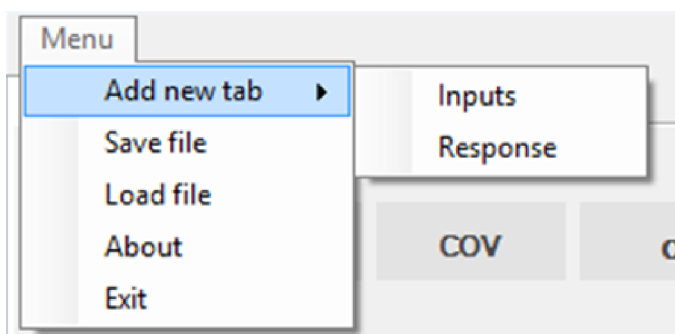 Menu
Add new tab
Inputs
Save file
Response
Load file
About
COV
Exit